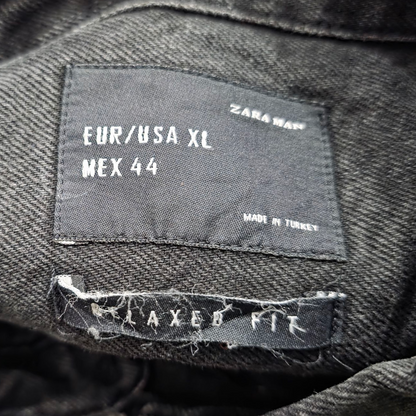 ZARA MAN
EUR/USA XL
MEX 44
MADE IN TURKEY
RELAXED FIT